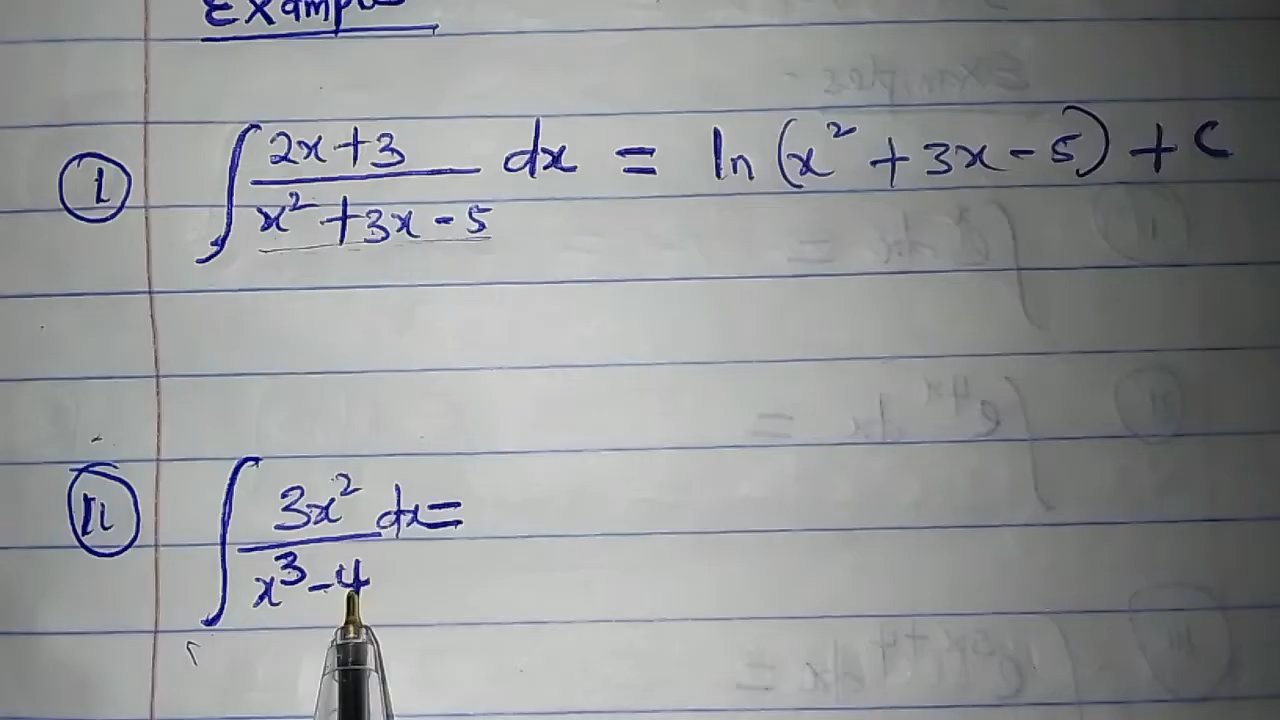 Example
(I) ∫ (2x+3)/(x²+3x-5) dx = ln(x²+3x-5)+c
(II) ∫ 3x²/(x³-4) dx=